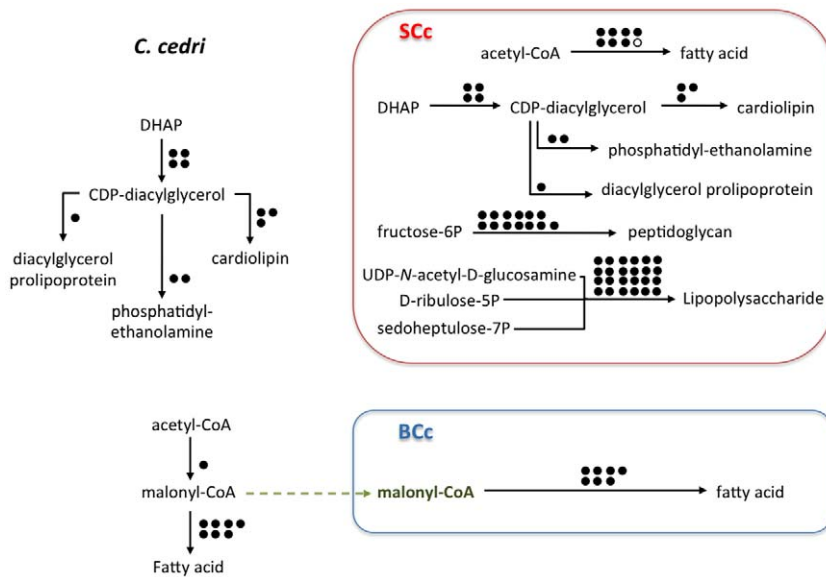 C. cedri
DHAP
CDP-diacylglycerol
diacylglycerol
prolipoprotein
cardiolipin
phosphatidyl-
ethanolamine
SCc
acetyl-CoA
fatty acid
DHAP
CDP-diacylglycerol
cardiolipin
phosphatidyl-ethanolamine
diacylglycerol prolipoprotein
fructose-6P
peptidoglycan
UDP-N-acetyl-D-glucosamine
D-ribulose-5P
Lipopolysaccharide
sedoheptulose-7P
acetyl-CoA
malonyl-CoA
Fatty acid
BCc
malonyl-CoA
fatty acid